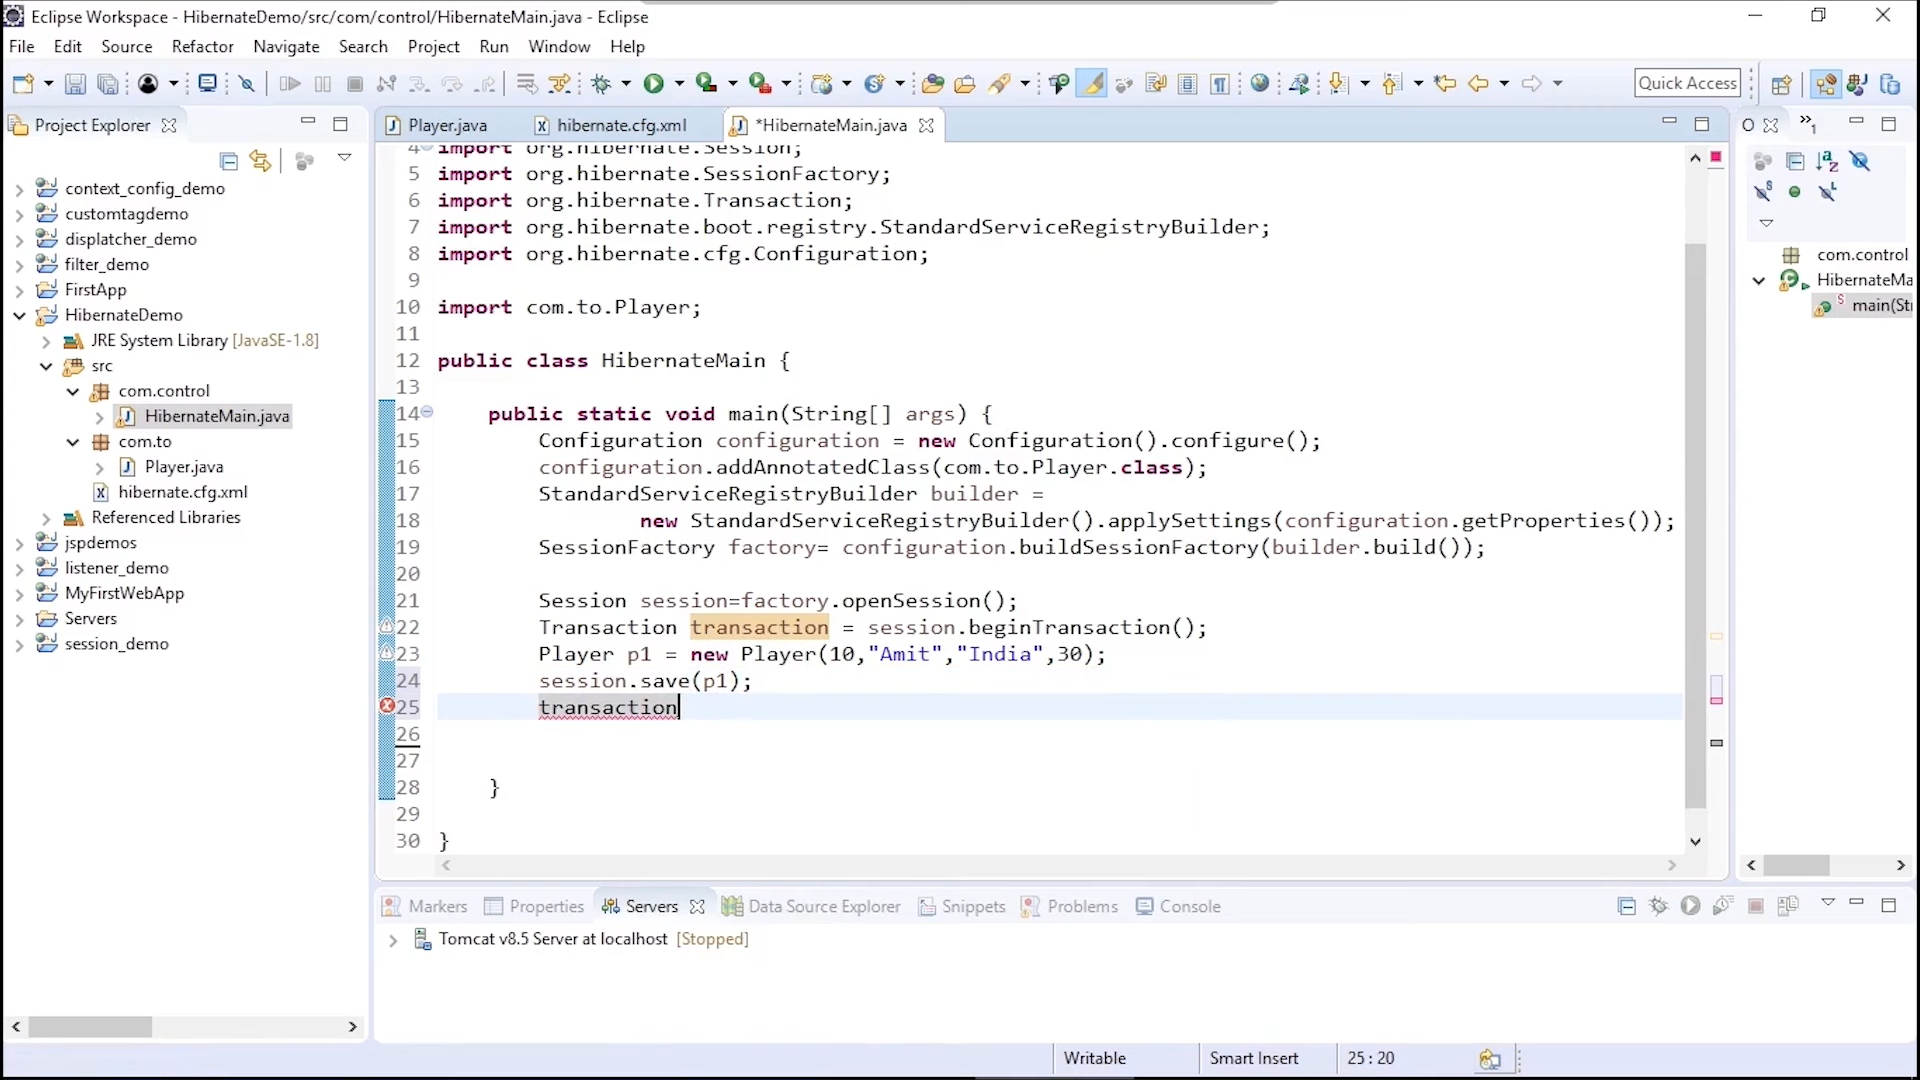 Eclipse Workspace - HibernateDemo/src/com/control/HibernateMain.java - Eclipse
File Edit Source Refactor Navigate Search Project Run Window Help
Quick Access
Project Explorer
context_config_demo
customtagdemo
displatcher_demo
filter_demo
FirstApp
HibernateDemo
JRE System Library [JavaSE-1.8]
src
com.control
HibernateMain.java
com.to
Player.java
hibernate.cfg.xml
Referenced Libraries
jspdemos
listener_demo
MyFirstWebApp
Servers
session_demo
Player.java hibernate.cfg.xml *HibernateMain.java
4 import org.hibernate.Session;
5 import org.hibernate.SessionFactory;
6 import org.hibernate.Transaction;
7 import org.hibernate.boot.registry.StandardServiceRegistryBuilder;
8 import org.hibernate.cfg.Configuration;
9
10 import com.to.Player;
11
12 public class HibernateMain {
13
14 public static void main(String[] args) {
15 Configuration configuration = new Configuration().configure();
16 configuration.addAnnotatedClass(com.to.Player.class);
17 StandardServiceRegistryBuilder builder =
18 new StandardServiceRegistryBuilder().applySettings(configuration.getProperties());
19 SessionFactory factory= configuration.buildSessionFactory(builder.build());
20
21 Session session=factory.openSession();
22 Transaction transaction = session.beginTransaction();
23 Player p1 = new Player(10,"Amit","India",30);
24 session.save(p1);
25 transaction
26
27
28 }
29
30 }
O
com.control
HibernateMa
main(Stri
Markers Properties Servers Data Source Explorer Snippets Problems Console
Tomcat v8.5 Server at localhost [Stopped]
Writable Smart Insert 25 : 20